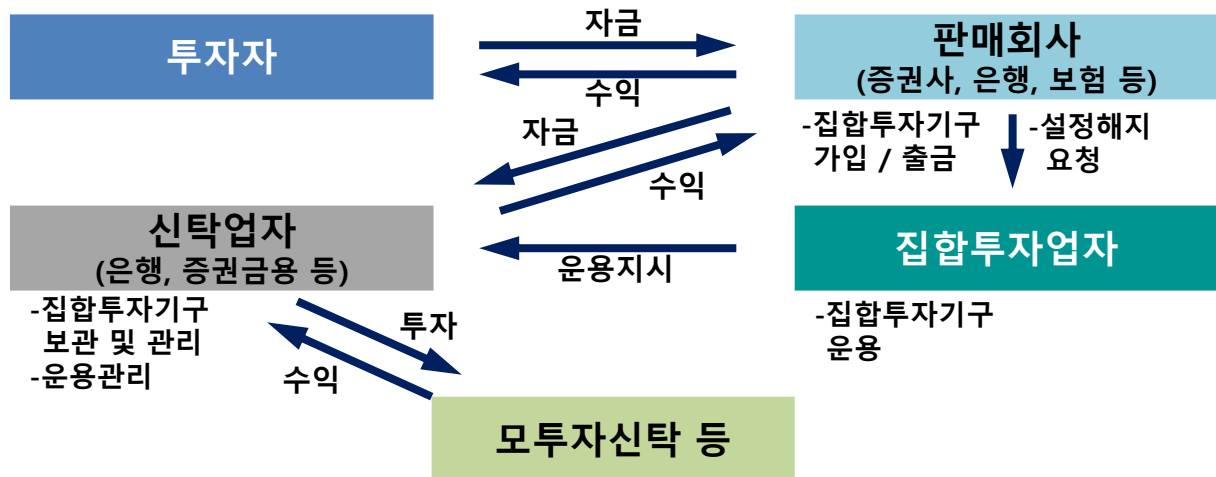 투자자
자금
수익
판매회사
(증권사, 은행, 보험 등)
-집합투자기구
가입 / 출금
-설정해지
요청
자금
수익
신탁업자
(은행, 증권금융 등)
-집합투자기구
보관 및 관리
-운용관리
운용지시
집합투자업자
-집합투자기구
운용
투자
수익
모투자신탁 등